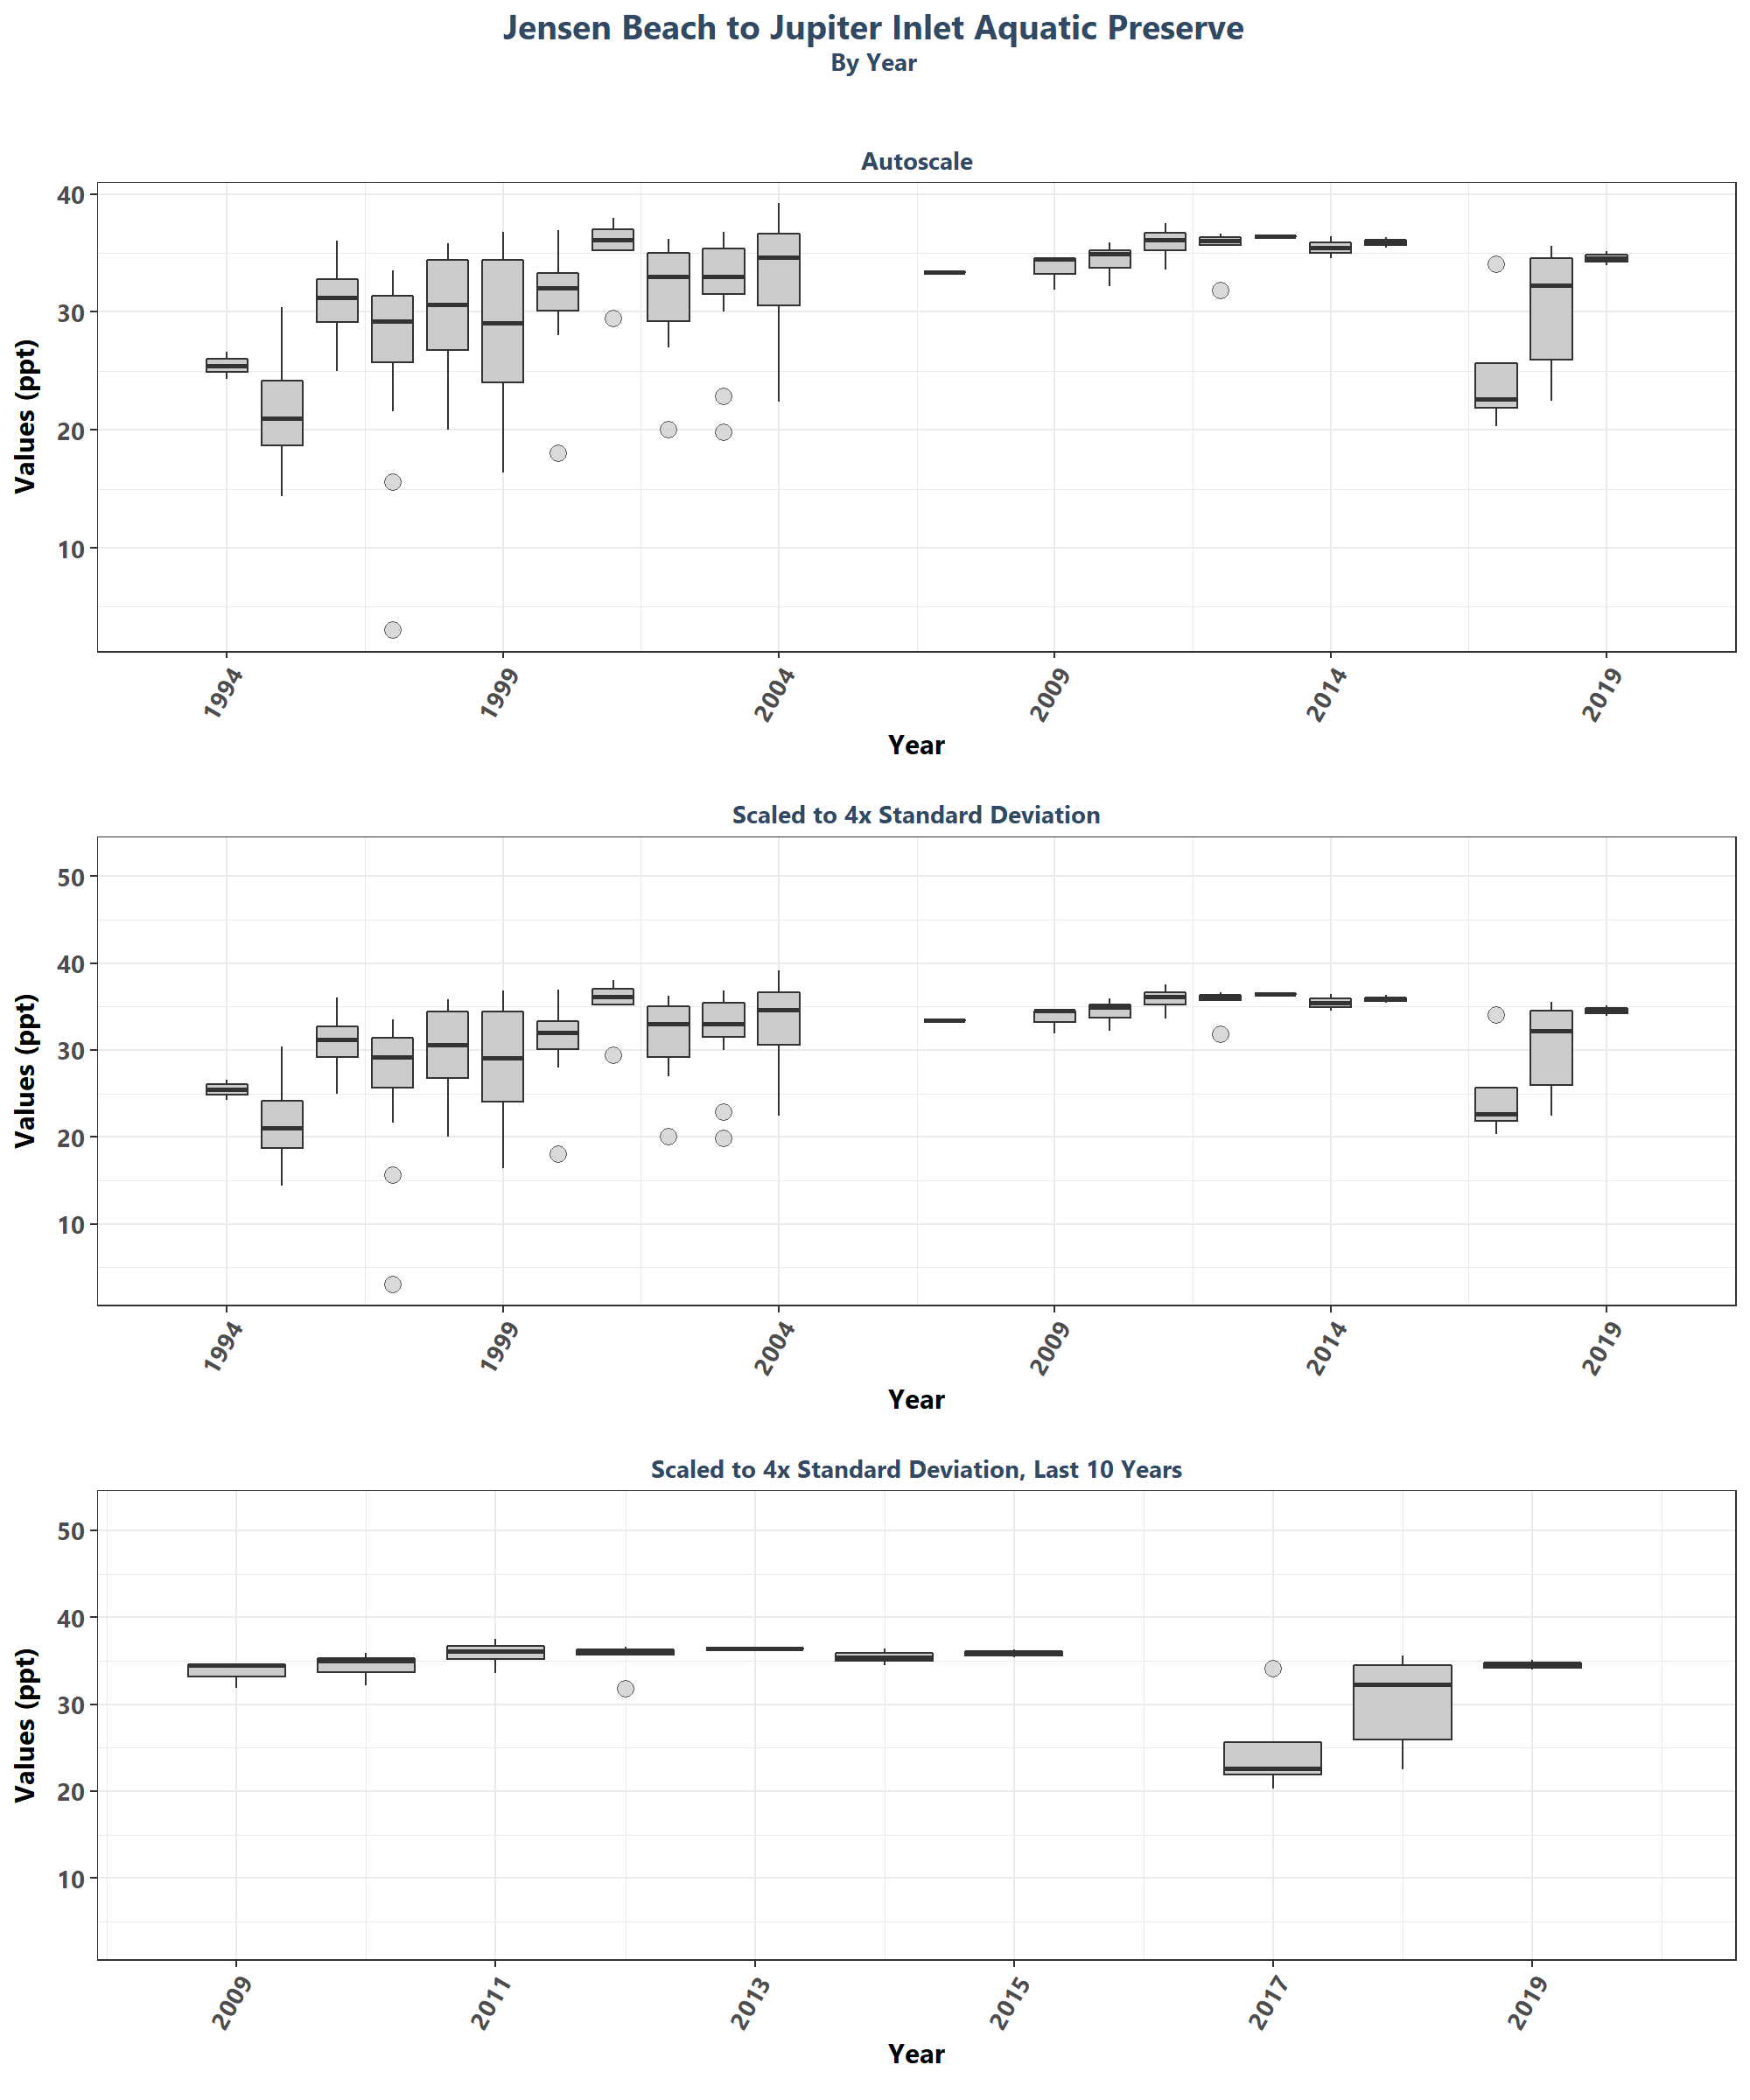 Jensen Beach to Jupiter Inlet Aquatic Preserve
By Year
Autoscale
Values (ppt)
40
30
20
10
1994
1999
2004
2009
2014
2019
Year
Scaled to 4x Standard Deviation
Values (ppt)
50
40
30
20
10
1994
1999
2004
2009
2014
2019
Year
Scaled to 4x Standard Deviation, Last 10 Years
Values (ppt)
50
40
30
20
10
2009
2011
2013
2015
2017
2019
Year